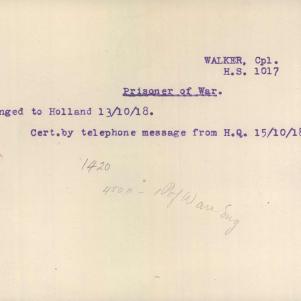 WALKER, Cpl.
H.S. 1017
Prisoner of War.
nged to Holland 13/10/18.
Cert.by telephone message from H.Q. 15/10/18
1420